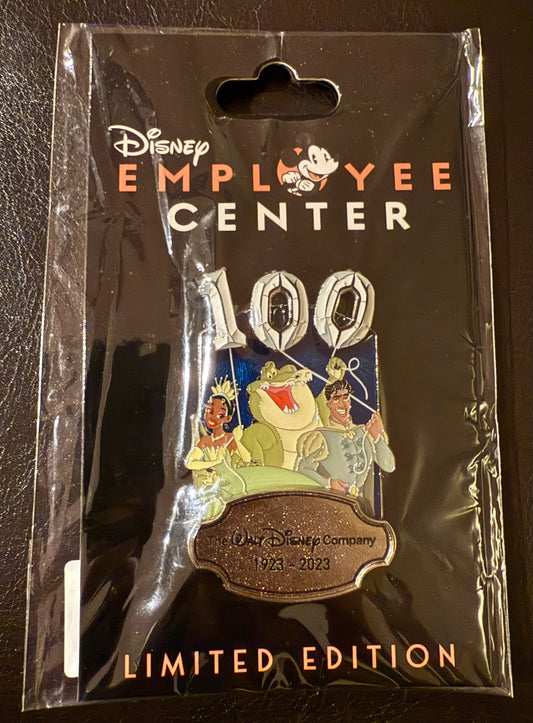 Disney
EMPLOYEE
CENTER
100
The WALT DISNEY Company
1923 - 2023
LIMITED EDITION